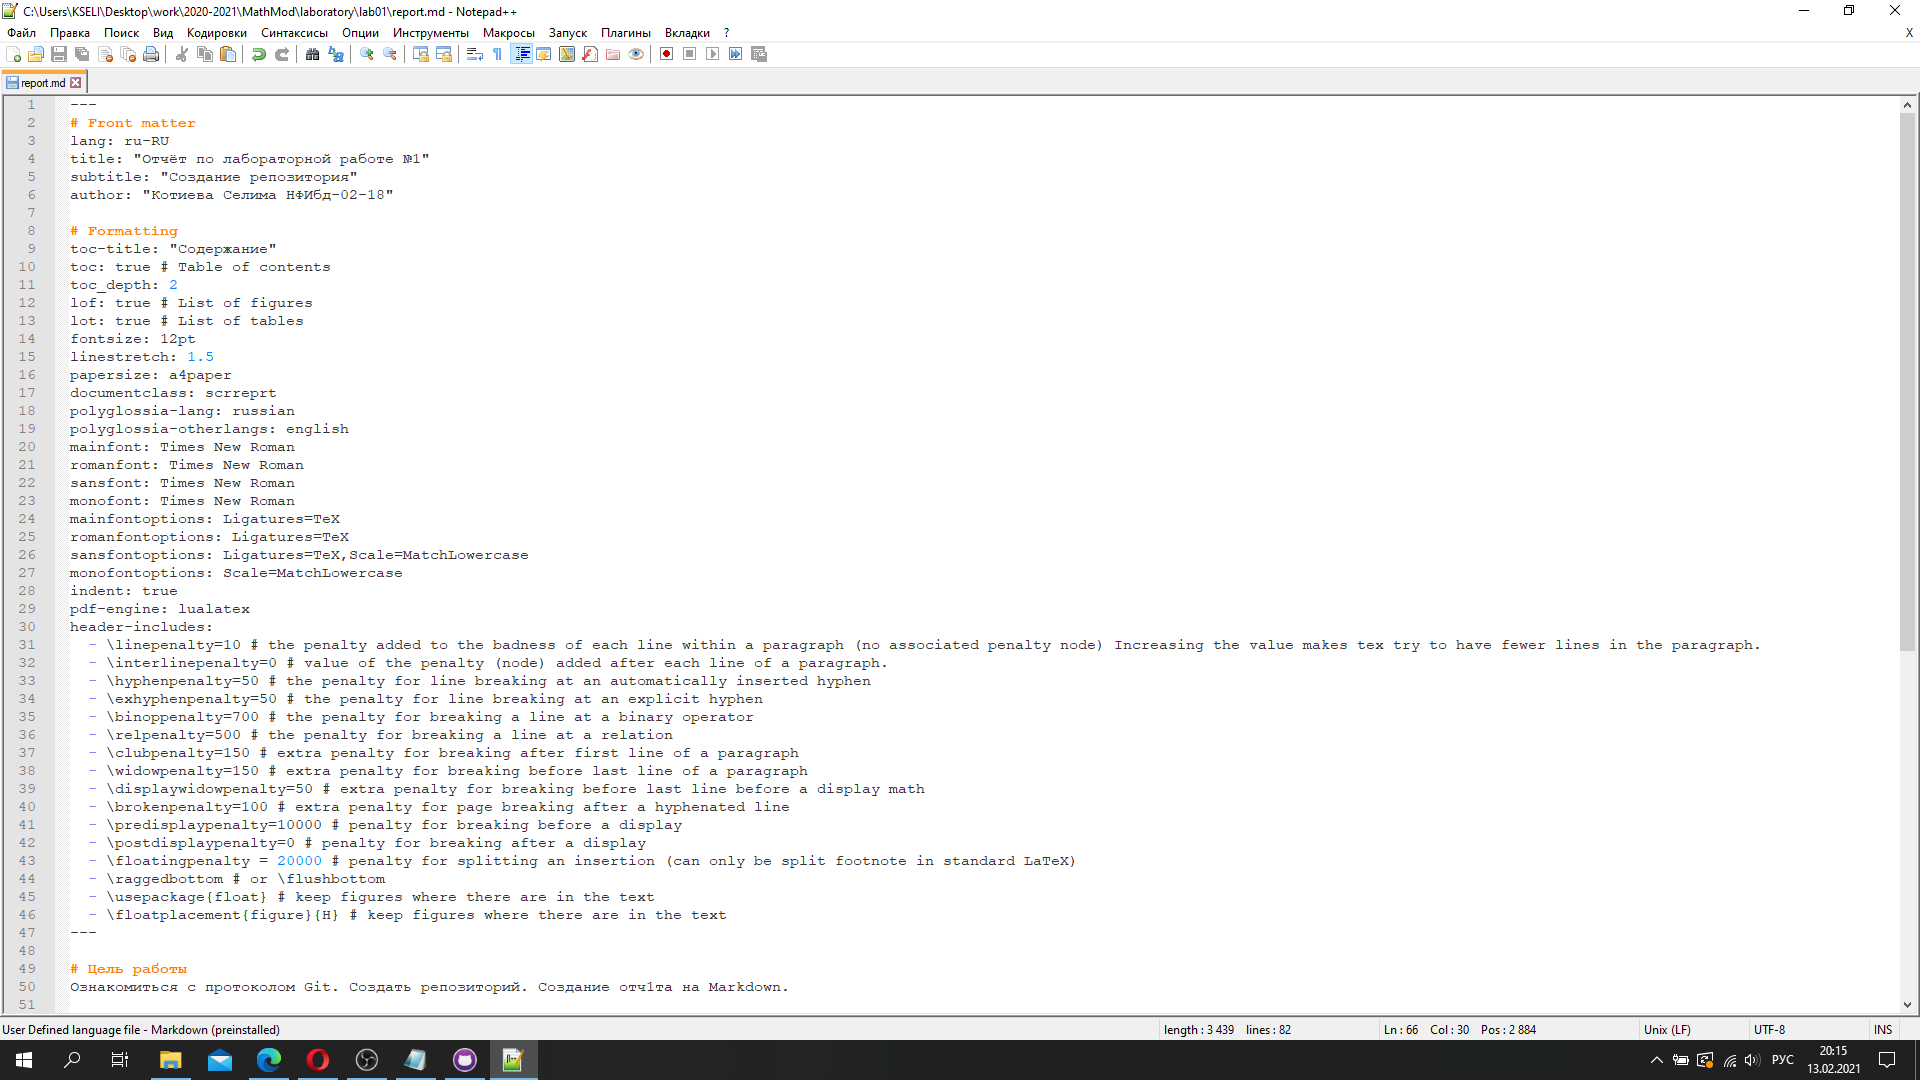 C:\Users\KSELI\Desktop\work\2020-2021\MathMod\laboratory\lab01\report.md - Notepad++
Файл Правка Поиск Вид Кодировки Синтаксисы Опции Инструменты Макросы Запуск Плагины Вкладки ? X
report.md
1 ---
2 # Front matter
3 lang: ru-RU
4 title: "Отчёт по лабораторной работе №1"
5 subtitle: "Создание репозитория"
6 author: "Котиева Селима НФИбд-02-18"
7
8 # Formatting
9 toc-title: "Содержание"
10 toc: true # Table of contents
11 toc_depth: 2
12 lof: true # List of figures
13 lot: true # List of tables
14 fontsize: 12pt
15 linestretch: 1.5
16 papersize: a4paper
17 documentclass: scrreprt
18 polyglossia-lang: russian
19 polyglossia-otherlangs: english
20 mainfont: Times New Roman
21 romanfont: Times New Roman
22 sansfont: Times New Roman
23 monofont: Times New Roman
24 mainfontoptions: Ligatures=TeX
25 romanfontoptions: Ligatures=TeX
26 sansfontoptions: Ligatures=TeX,Scale=MatchLowercase
27 monofontoptions: Scale=MatchLowercase
28 indent: true
29 pdf-engine: lualatex
30 header-includes:
31 - \linepenalty=10 # the penalty added to the badness of each line within a paragraph (no associated penalty node) Increasing the value makes tex try to have fewer lines in the paragraph.
32 - \interlinepenalty=0 # value of the penalty (node) added after each line of a paragraph.
33 - \hyphenpenalty=50 # the penalty for line breaking at an automatically inserted hyphen
34 - \exhyphenpenalty=50 # the penalty for line breaking at an explicit hyphen
35 - \binoppenalty=700 # the penalty for breaking a line at a binary operator
36 - \relpenalty=500 # the penalty for breaking a line at a relation
37 - \clubpenalty=150 # extra penalty for breaking after first line of a paragraph
38 - \widowpenalty=150 # extra penalty for breaking before last line of a paragraph
39 - \displaywidowpenalty=50 # extra penalty for breaking before last line before a display math
40 - \brokenpenalty=100 # extra penalty for page breaking after a hyphenated line
41 - \predisplaypenalty=10000 # penalty for breaking before a display
42 - \postdisplaypenalty=0 # penalty for breaking after a display
43 - \floatingpenalty = 20000 # penalty for splitting an insertion (can only be split footnote in standard LaTeX)
44 - \raggedbottom # or \flushbottom
45 - \usepackage{float} # keep figures where there are in the text
46 - \floatplacement{figure}{H} # keep figures where there are in the text
47 ---
48
49 # Цель работы
50 Ознакомиться с протоколом Git. Создать репозиторий. Создание отч1та на Markdown.
51
User Defined language file - Markdown (preinstalled) length : 3 439 lines : 82 Ln : 66 Col : 30 Pos : 2 884 Unix (LF) UTF-8 INS
РУС 20:15
13.02.2021